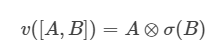 v([A, B]) = A ⊗ σ(B)